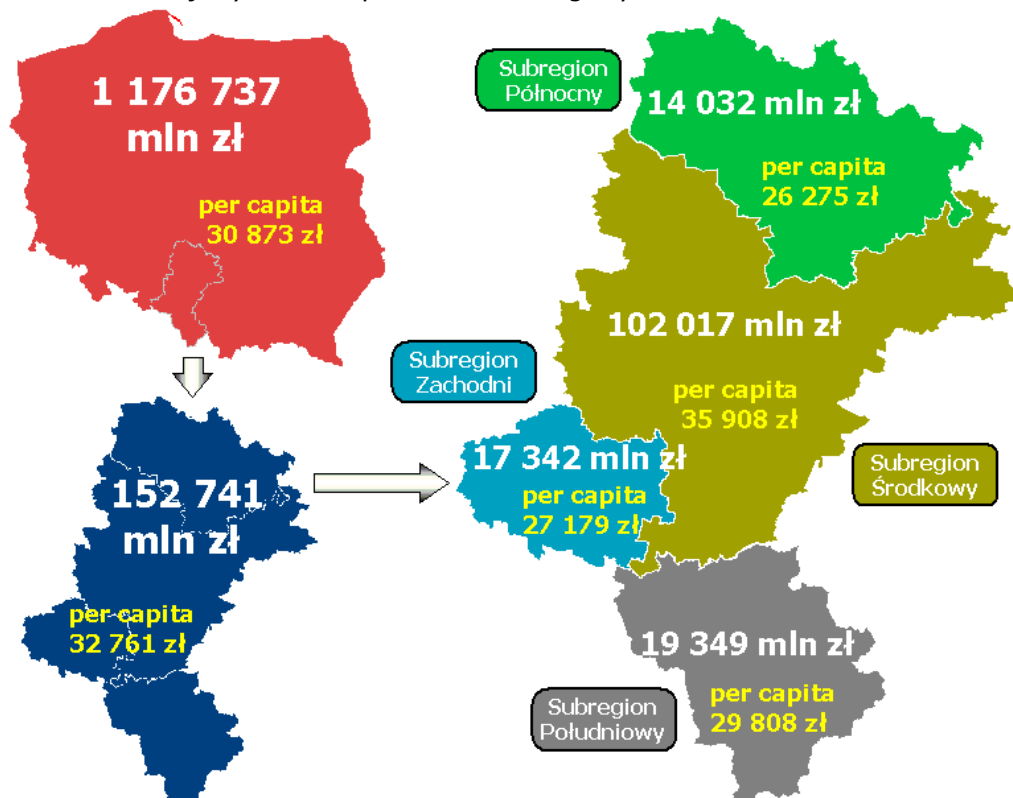 1 176 737
mln zł
per capita
30 873 zł
152 741
mln zł
per capita
32 761 zł
Subregion
Północny
14 032 mln zł
per capita
26 275 zł
102 017 mln zł
per capita
35 908 zł
Subregion
Zachodni
17 342 mln zł
per capita
27 179 zł
Subregion
Środkowy
19 349 mln zł
per capita
29 808 zł
Subregion
Południowy